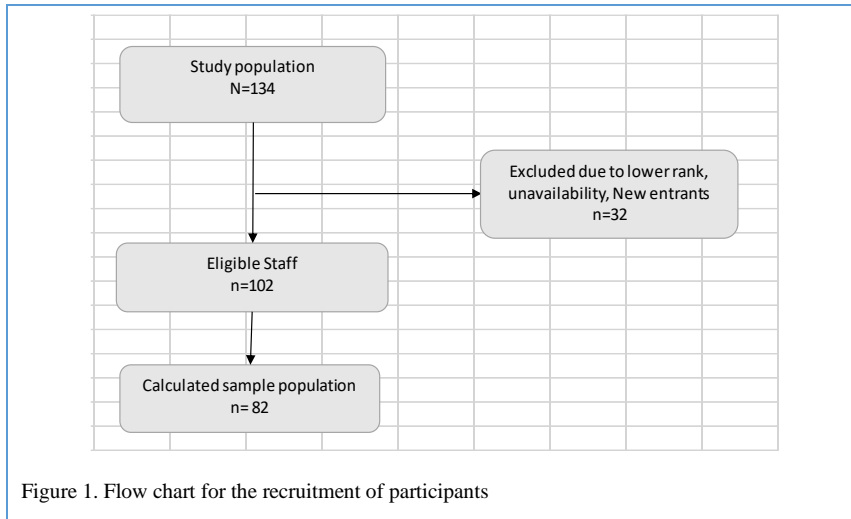 Study population
N=134
Excluded due to lower rank,
unavailability, New entrants
n=32
Eligible Staff
n=102
Calculated sample population
n= 82
Figure 1. Flow chart for the recruitment of participants